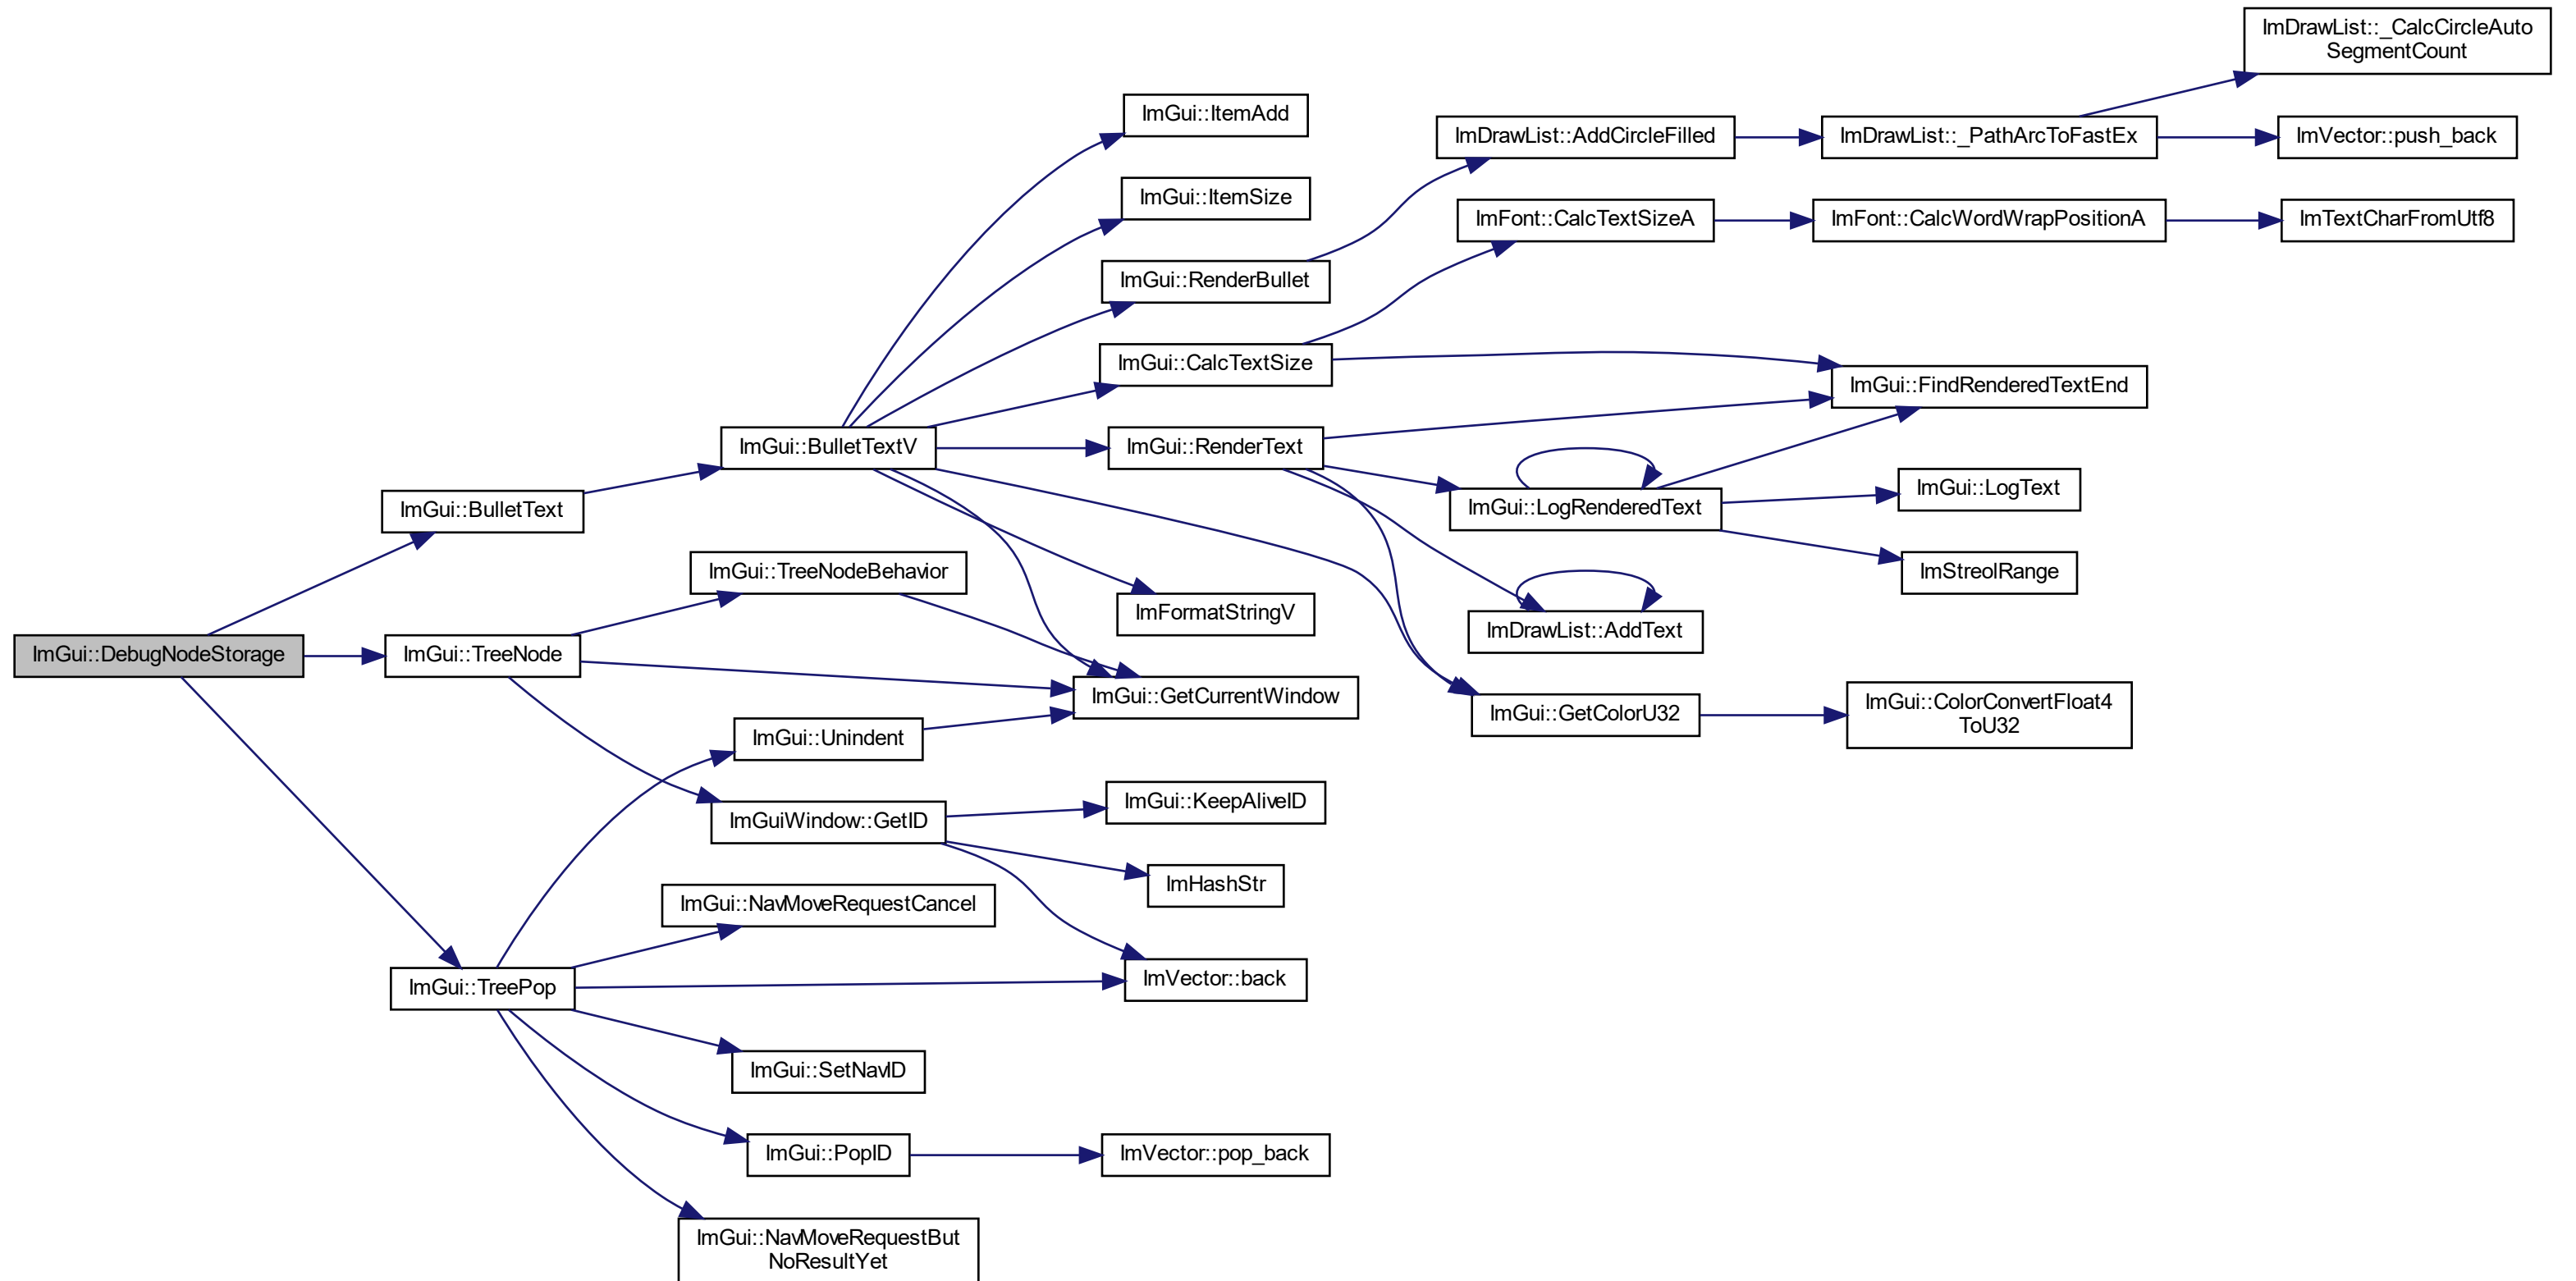 ImDrawList::_CalcCircleAuto
SegmentCount
ImGui::ItemAdd
ImDrawList::AddCircleFilled
ImDrawList::_PathArcToFastEx
ImVector::push_back
ImGui::ItemSize
ImFont::CalcTextSizeA
ImFont::CalcWordWrapPositionA
ImTextCharFromUtf8
ImGui::RenderBullet
ImGui::CalcTextSize
ImGui::FindRenderedTextEnd
ImGui::BulletTextV
ImGui::RenderText
ImGui::LogText
ImGui::BulletText
ImGui::LogRenderedText
ImGui::TreeNodeBehavior
ImStreolRange
ImFormatStringV
ImDrawList::AddText
ImGui::DebugNodeStorage
ImGui::TreeNode
ImGui::GetCurrentWindow
ImGui::GetColorU32
ImGui::ColorConvertFloat4
ToU32
ImGui::Unindent
ImGuiWindow::GetID
ImGui::KeepAliveID
ImHashStr
ImGui::NavMoveRequestCancel
ImGui::TreePop
ImVector::back
ImGui::SetNavID
ImGui::PopID
ImVector::pop_back
ImGui::NavMoveRequestBut
NoResultYet